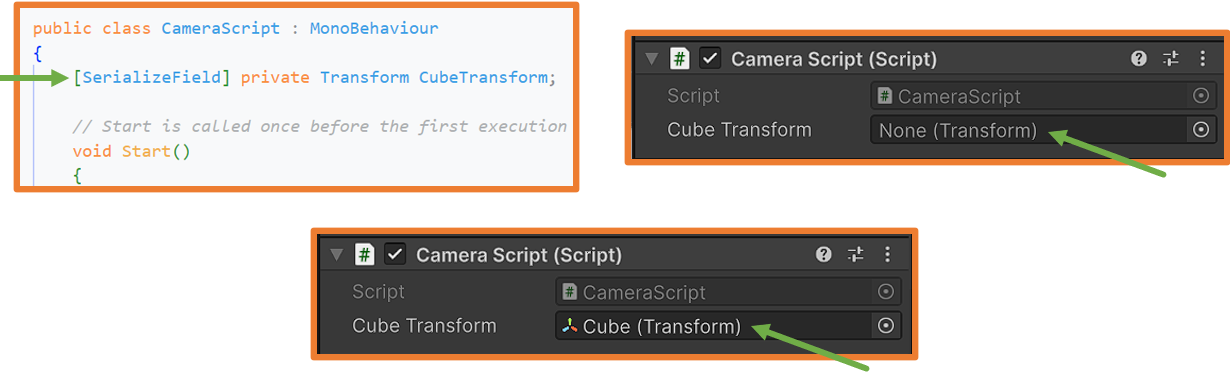 public class CameraScript : MonoBehaviour
{
[SerializeField] private Transform CubeTransform;
// Start is called once before the first execution
void Start()
{
Camera Script (Script)
Script
CameraScript
Cube Transform
None (Transform)
Camera Script (Script)
Script
CameraScript
Cube Transform
Cube (Transform)